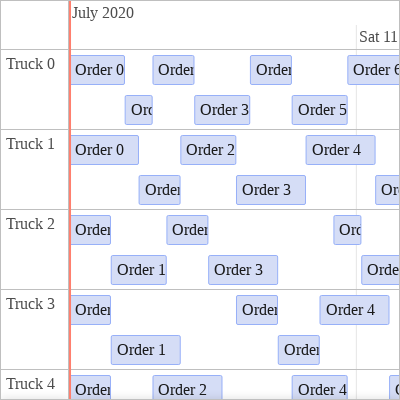 July 2020
Sat 11
Truck 0
Order 0
Order
Order
Order 6
Ord
Order 3
Order 5
Truck 1
Order 0
Order 2
Order 4
Order
Order 3
Or
Truck 2
Order
Order
Ord
Order 1
Order 3
Orde
Truck 3
Order
Order
Order 4
Order 1
Order
Truck 4
Order
Order 2
Order 4